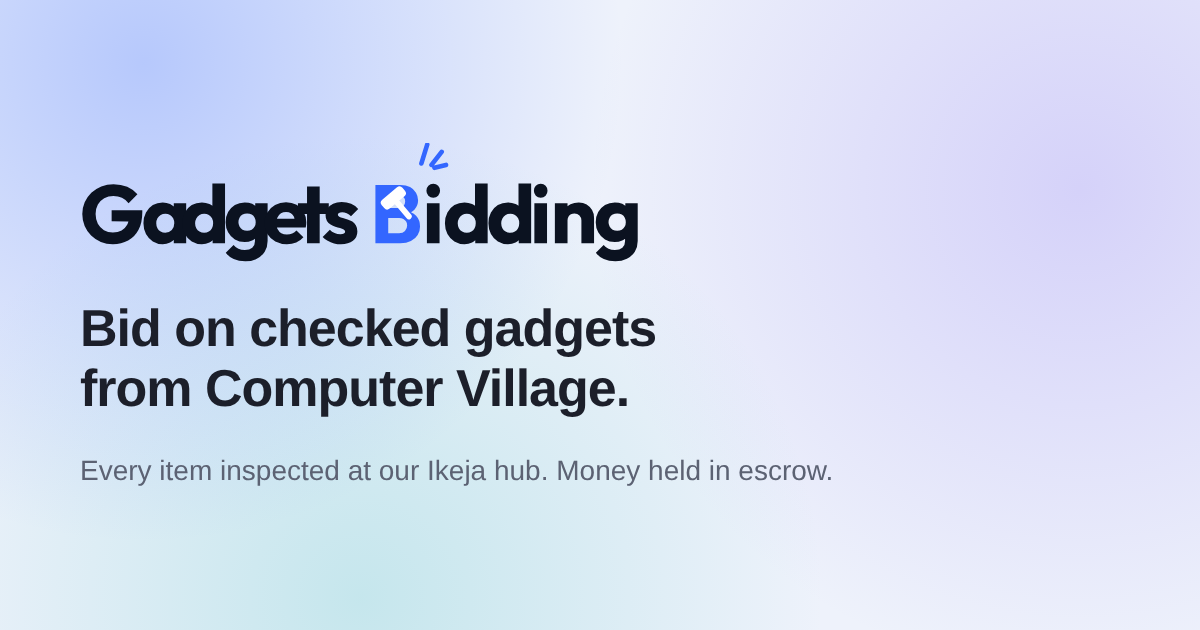 Gadgets Bidding
Bid on checked gadgets
from Computer Village.
Every item inspected at our Ikeja hub. Money held in escrow.